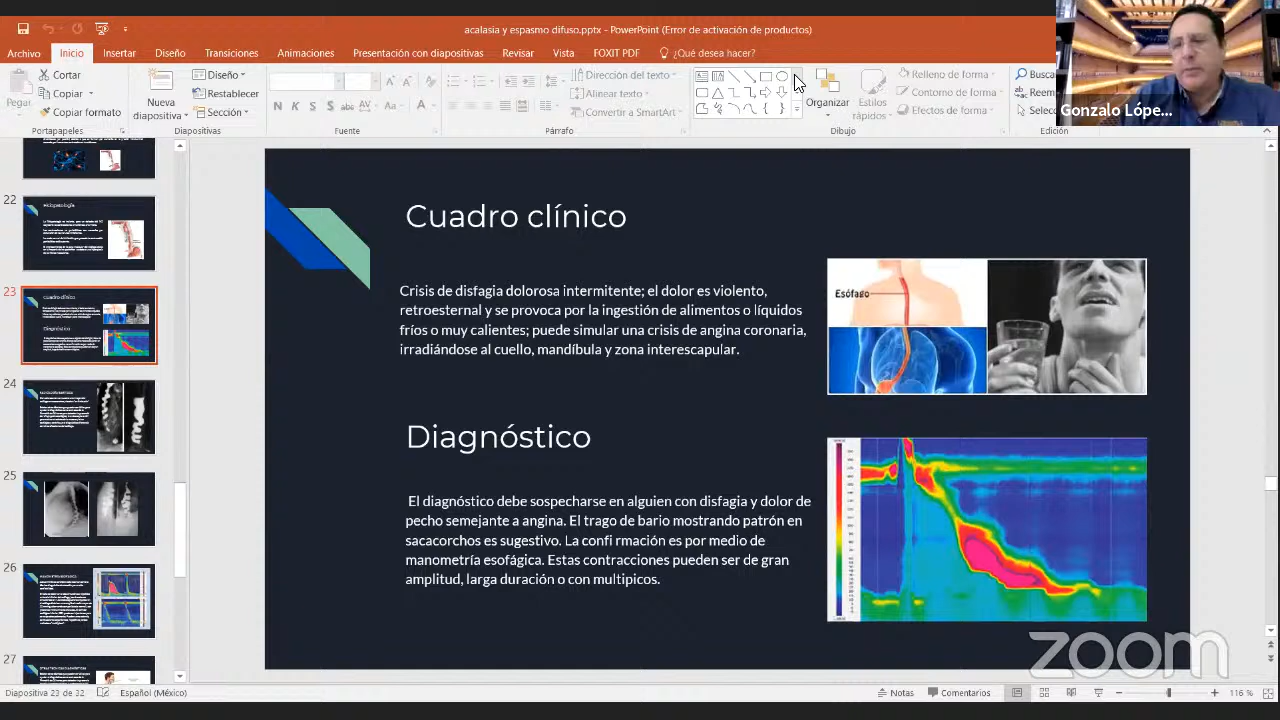 acalasia y espasmo difuso.pptx - PowerPoint (Error de activación de productos)
Archivo Inicio Insertar Diseño Transiciones Animaciones Presentación con diapositivas Revisar Vista FOXIT PDF ¿Qué desea hacer?
Pegar
Cortar
Copiar
Copiar formato
Portapapeles
Nueva
diapositiva
Diseño
Restablecer
Sección
Diapositivas
N K S
Fuente
Dirección del texto
Alinear texto
Convertir a SmartArt
Párrafo
Organizar
Estilos
rápidos
Relleno de forma
Contorno de forma
Efectos de forma
Dibujo
Busca
Reem
Selec
Edición
Gonzalo Lópe...
22
23
Cuadro clínico
Diagnóstico
24
25
26
27
Cuadro clínico
Crisis de disfagia dolorosa intermitente; el dolor es violento,
retroesternal y se provoca por la ingestión de alimentos o líquidos
fríos o muy calientes; puede simular una crisis de angina coronaria,
irradiándose al cuello, mandíbula y zona interescapular.
Esófago
Diagnóstico
El diagnóstico debe sospecharse en alguien con disfagia y dolor de
pecho semejante a angina. El trago de bario mostrando patrón en
sacacorchos es sugestivo. La confi rmación es por medio de
manometría esofágica. Estas contracciones pueden ser de gran
amplitud, larga duración o con multipicos.
zoom
Diapositiva 23 de 32 Español (México) Notas Comentarios 116 %